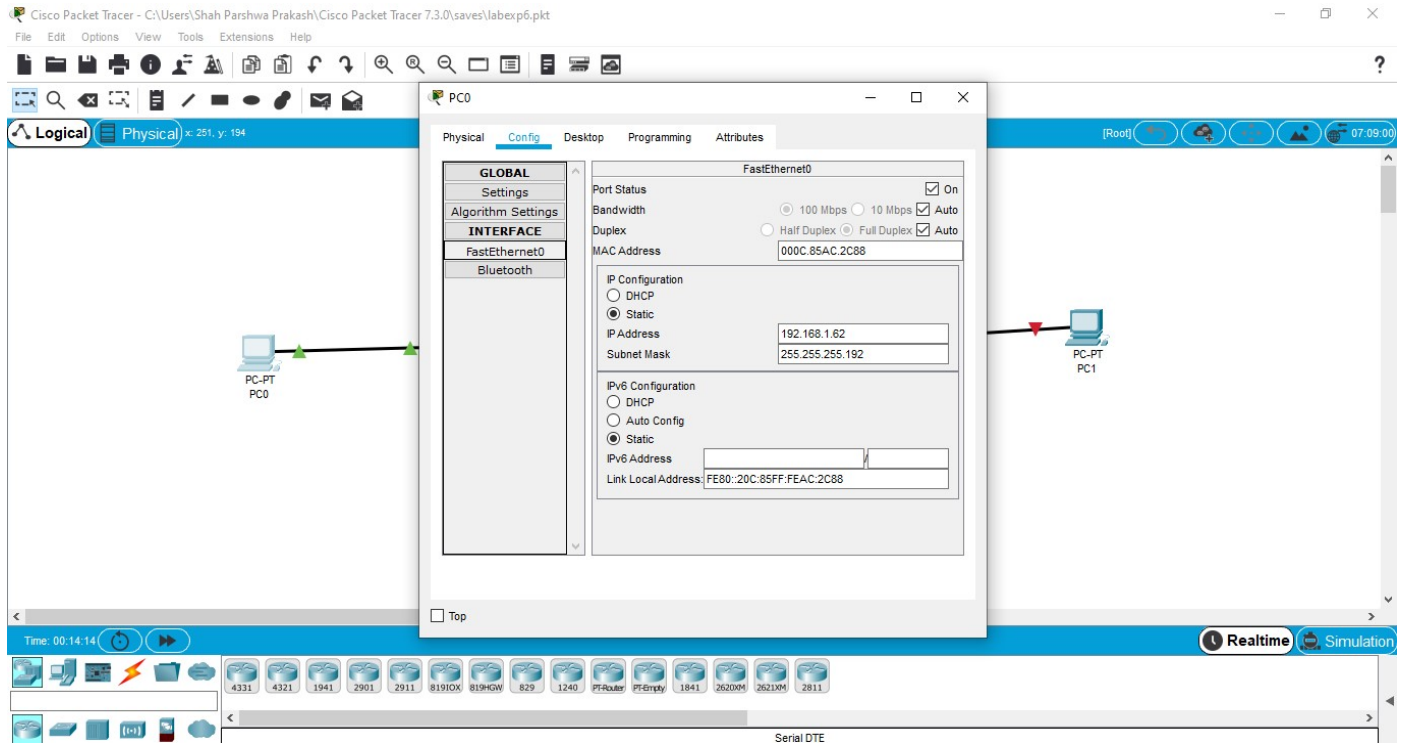 Cisco Packet Tracer - C:\Users\Shah Parshwa Prakash\Cisco Packet Tracer 7.3.0\saves\labexp6.pkt
File Edit Options View Tools Extensions Help
?
PC0
Logical Physical x: 251, y: 194
[Root] 07:09:00
Physical Config Desktop Programming Attributes
GLOBAL
Settings
Algorithm Settings
INTERFACE
FastEthernet0
Bluetooth
FastEthernet0
Port Status On
Bandwidth 100 Mbps 10 Mbps Auto
Duplex Half Duplex Full Duplex Auto
MAC Address 000C.85AC.2C88
IP Configuration
DHCP
Static
IP Address 192.168.1.62
Subnet Mask 255.255.255.192
IPv6 Configuration
DHCP
Auto Config
Static
IPv6 Address /
Link Local Address: FE80::20C:85FF:FEAC:2C88
Top
PC-PT
PC0
PC-PT
PC1
Time: 00:14:14
Realtime Simulation
4331 4321 1941 2901 2911 819IOX 819HGW 829 1240 PT-Router PT-Empty 1841 2620XM 2621XM 2811
Serial DTE